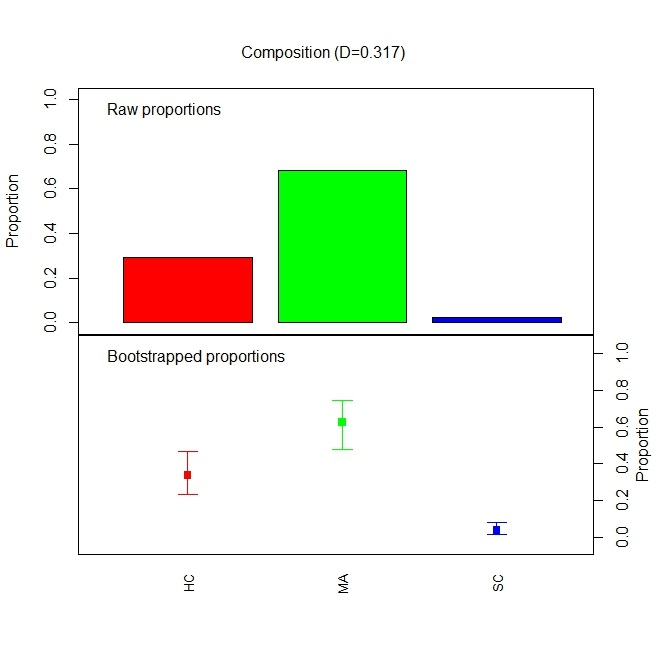 Composition (D=0.317)
Raw proportions
Proportion
0.0
0.2
0.4
0.6
0.8
1.0
Bootstrapped proportions
Proportion
0.0
0.2
0.4
0.6
0.8
1.0
HC
MA
SC